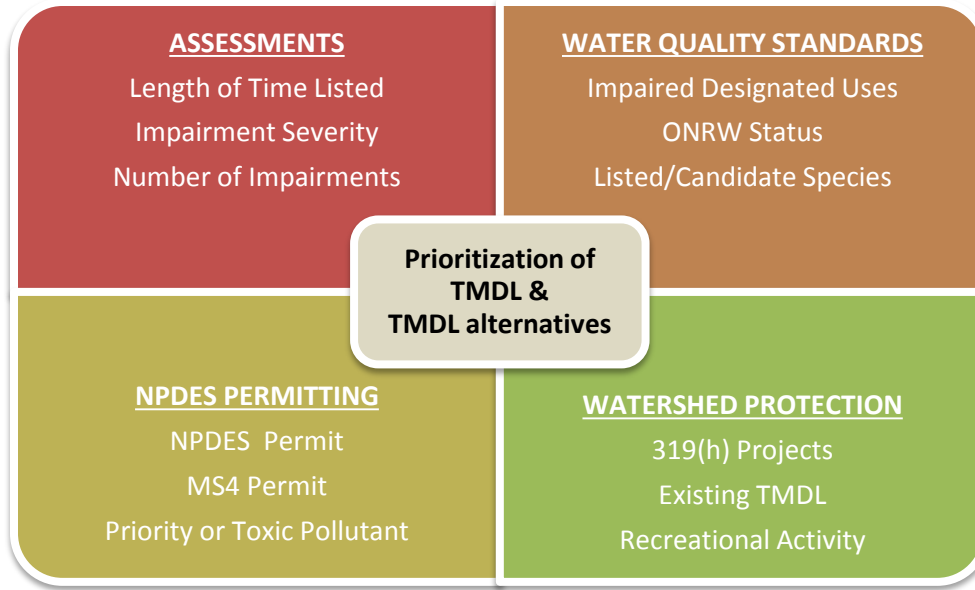 ASSESSMENTS
Length of Time Listed
Impairment Severity
Number of Impairments
WATER QUALITY STANDARDS
Impaired Designated Uses
ONRW Status
Listed/Candidate Species
Prioritization of
TMDL &
TMDL alternatives
NPDES PERMITTING
NPDES Permit
MS4 Permit
Priority or Toxic Pollutant
WATERSHED PROTECTION
319(h) Projects
Existing TMDL
Recreational Activity